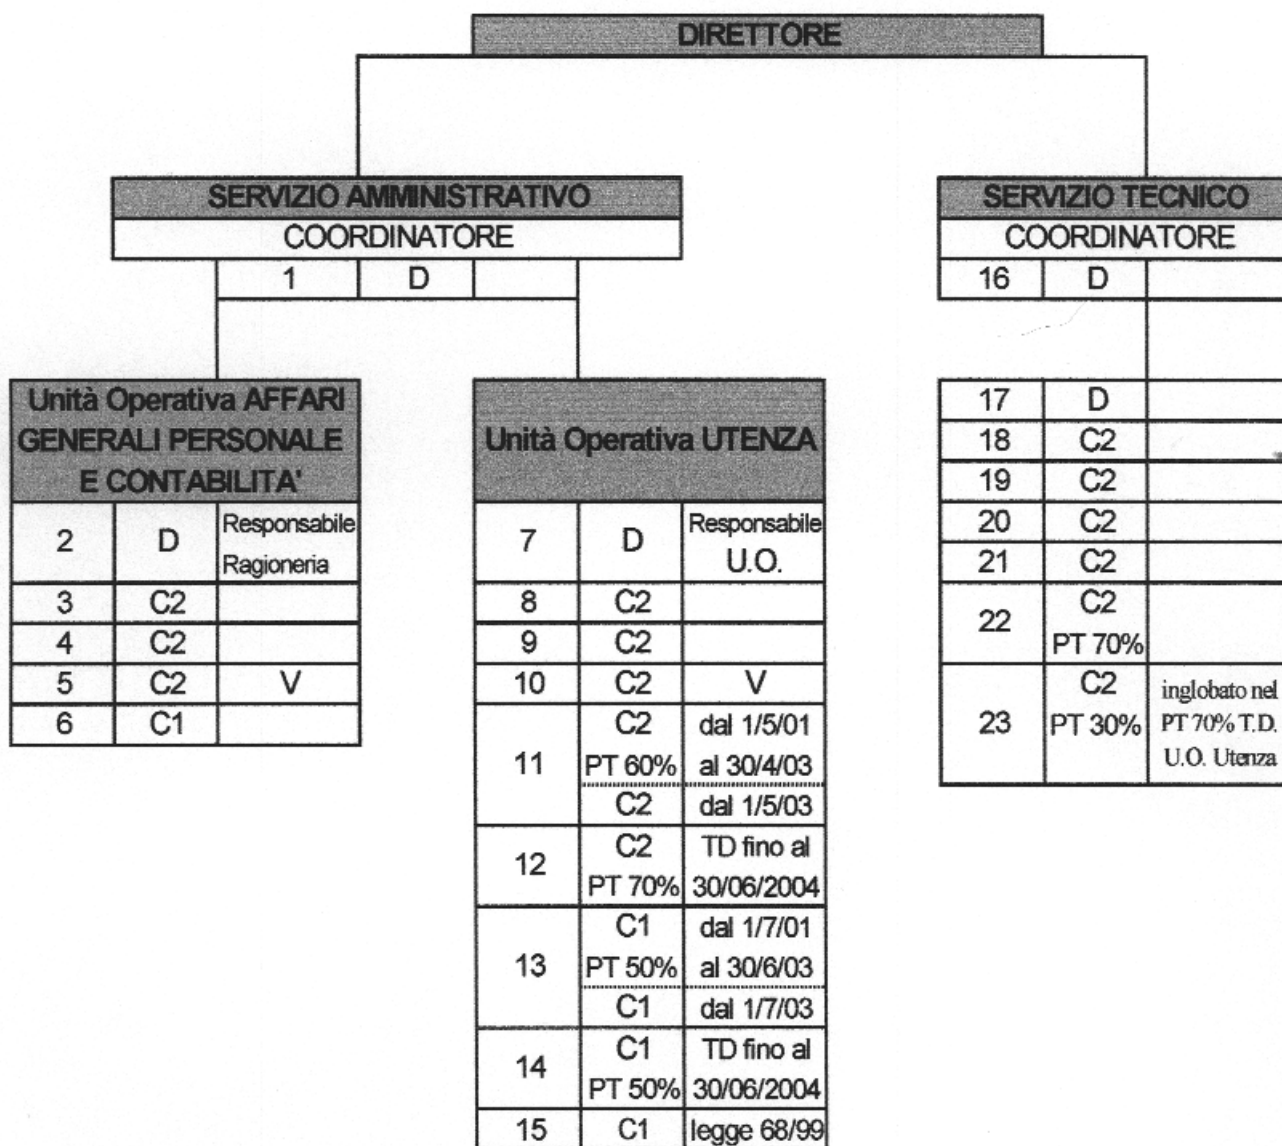 DIRETTORE
SERVIZIO AMMINISTRATIVO
COORDINATORE
1 D
Unità Operativa AFFARI
GENERALI PERSONALE
E CONTABILITA'
2 D Responsabile
Ragioneria
3 C2
4 C2
5 C2 V
6 C1
Unità Operativa UTENZA
7 D Responsabile
U.O.
8 C2
9 C2
10 C2 V
11 C2 dal 1/5/01
PT 60% al 30/4/03
C2 dal 1/5/03
12 C2 TD fino al
PT 70% 30/06/2004
13 C1 dal 1/7/01
PT 50% al 30/6/03
C1 dal 1/7/03
14 C1 TD fino al
PT 50% 30/06/2004
15 C1 legge 68/99
SERVIZIO TECNICO
COORDINATORE
16 D
17 D
18 C2
19 C2
20 C2
21 C2
22 C2
PT 70%
23 C2 inglobato nel
PT 30% PT 70% T.D.
U.O. Utenza